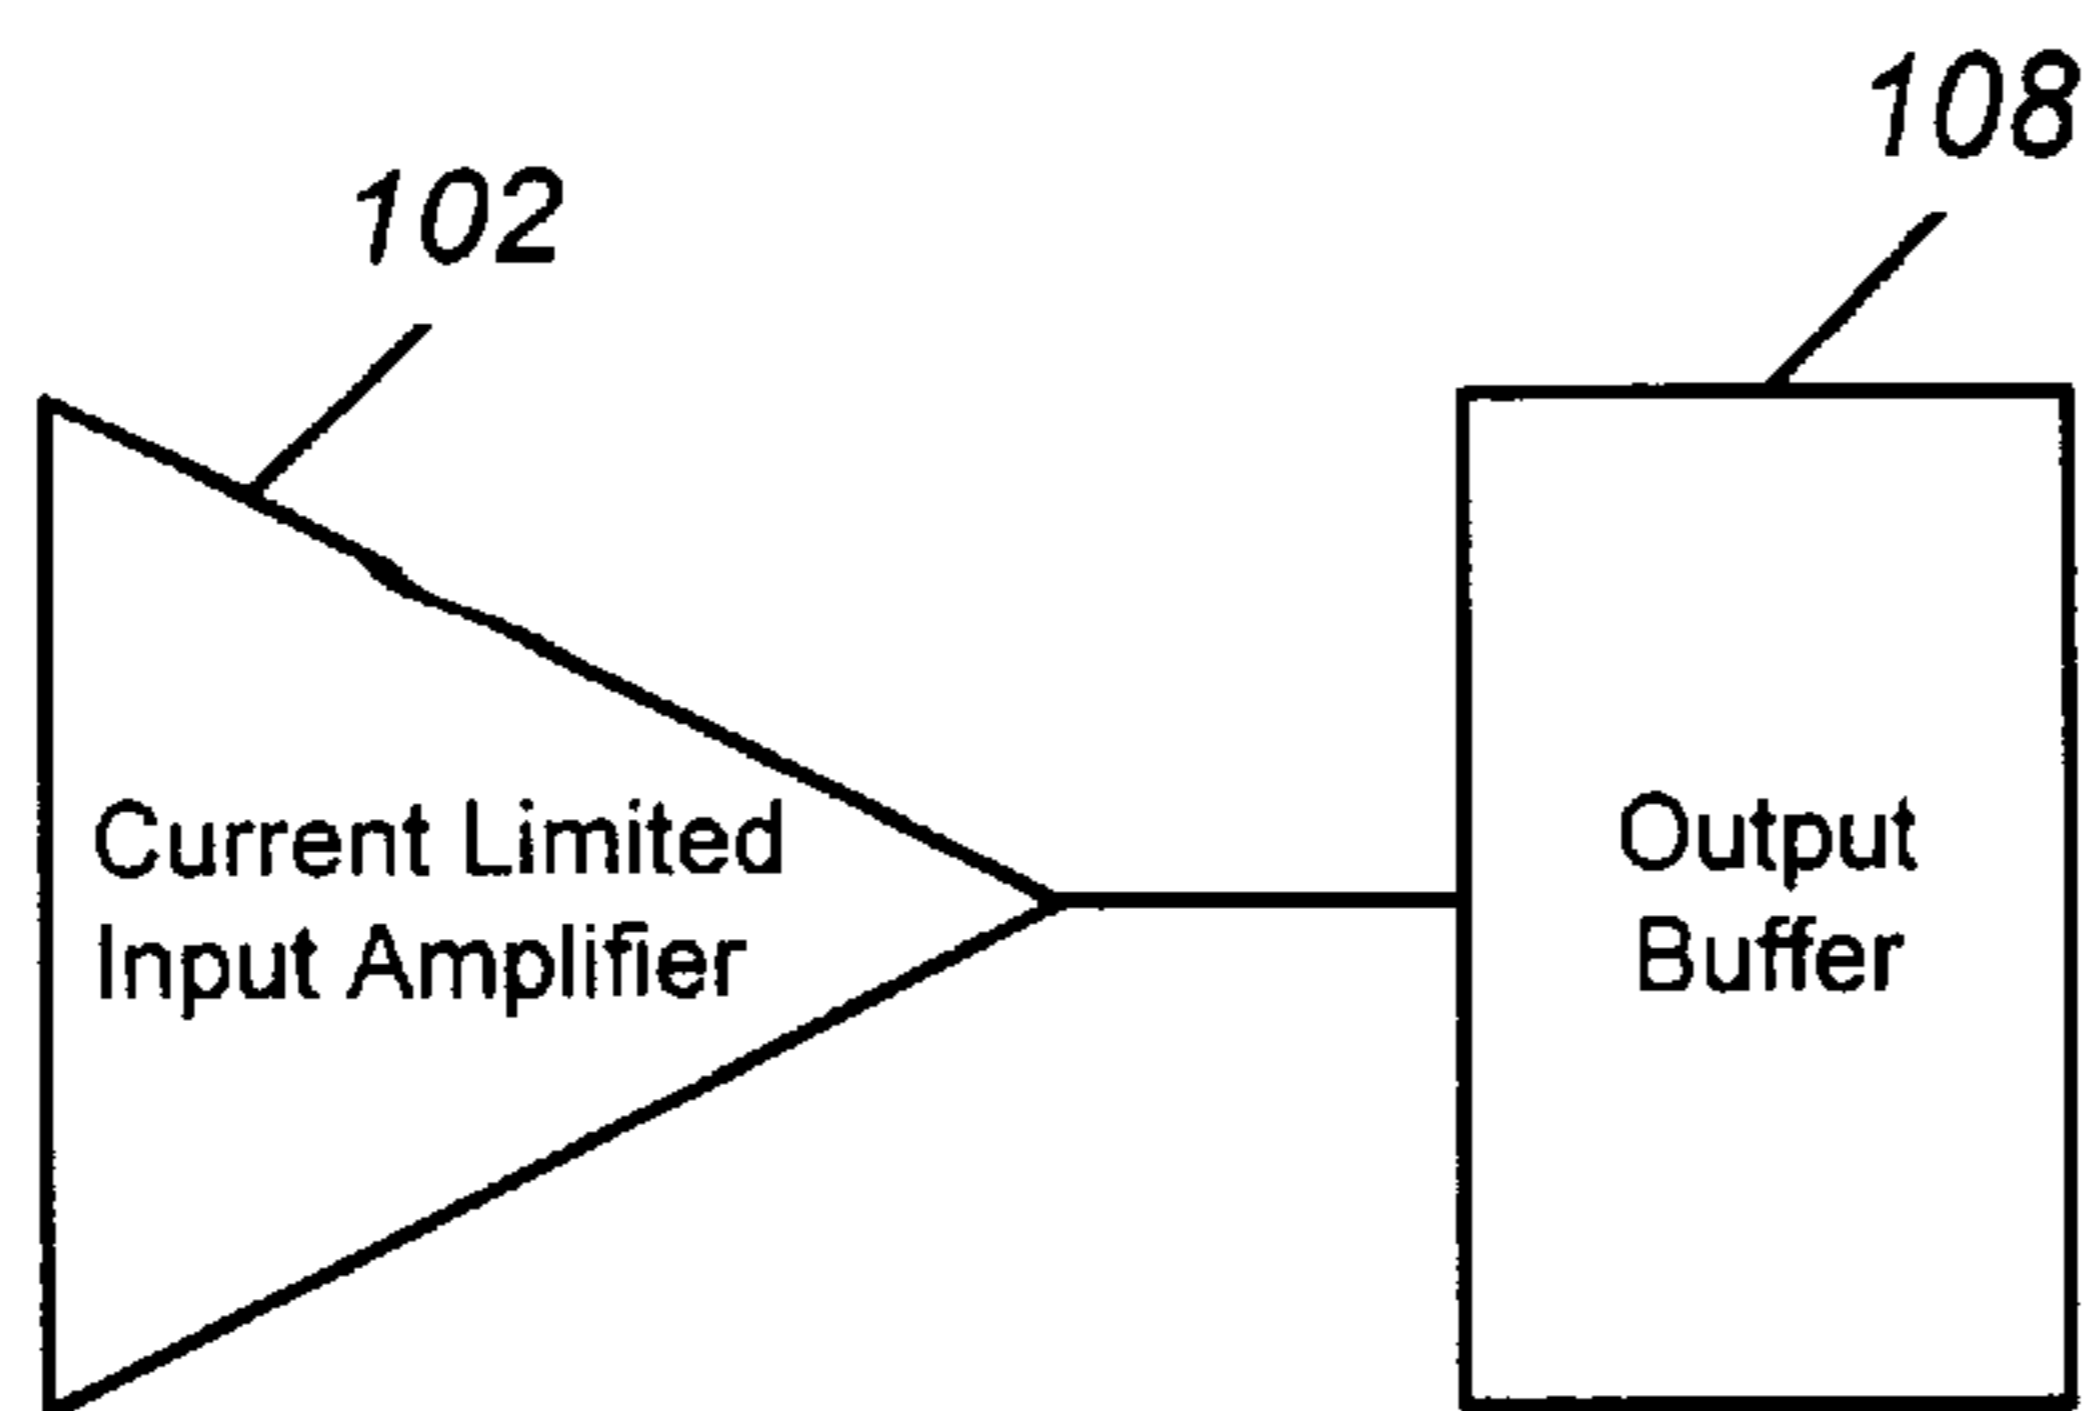 108
102
Current Limited
Input Amplifier
Output
Buffer